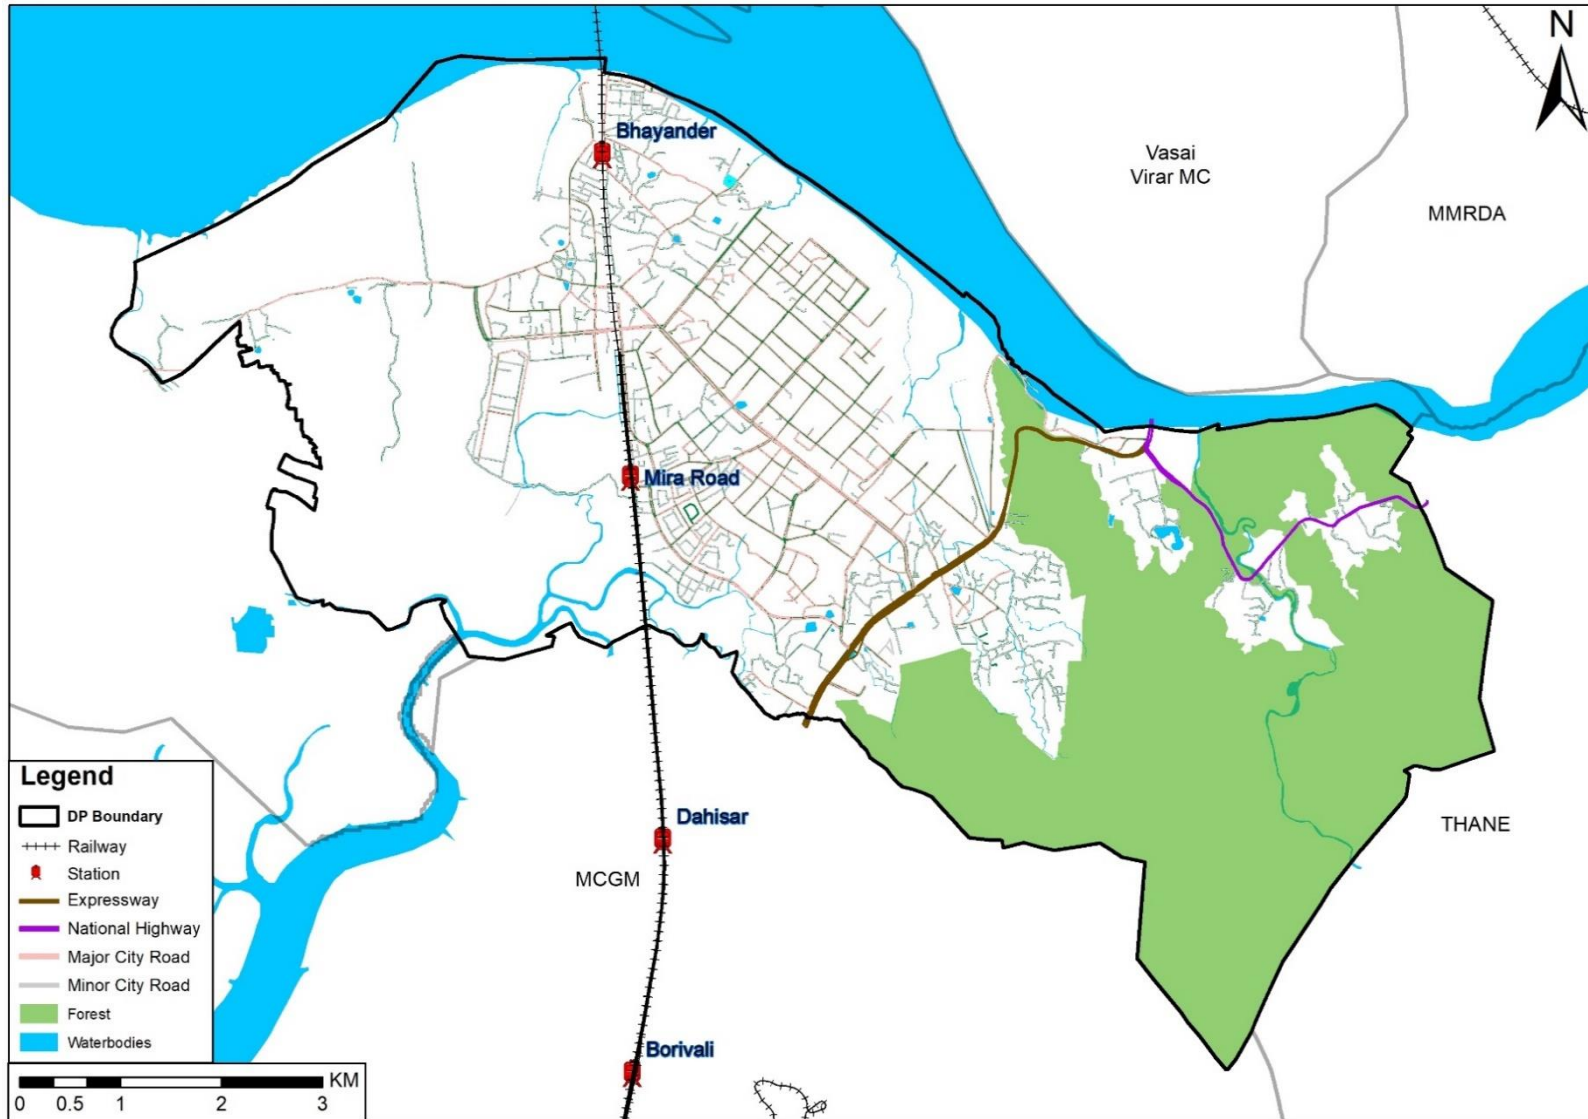 N
Bhayander
Vasai
Virar MC
MMRDA
Mira Road
Dahisar
THANE
MCGM
Borivali
Legend
DP Boundary
Railway
Station
Expressway
National Highway
Major City Road
Minor City Road
Forest
Waterbodies
KM
0 0.5 1 2 3